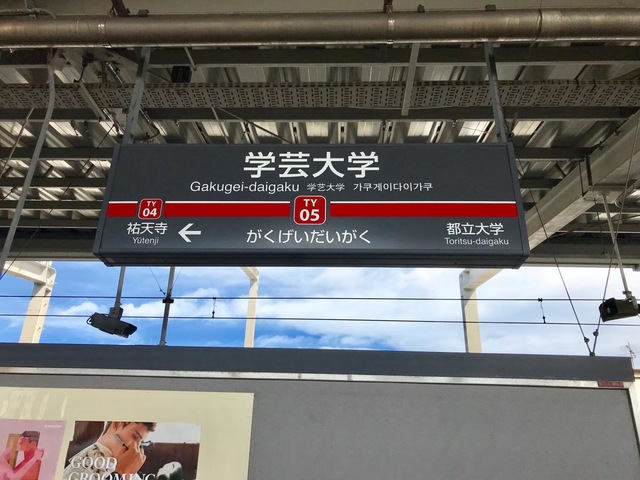 学芸大学
Gakugei-daigaku 学芸大学 가쿠게이다이가쿠
TY
04
TY
05
祐天寺
Yūtenji
←
がくげいだいがく
都立大学
Toritsu-daigaku
GOOD
GROOMING